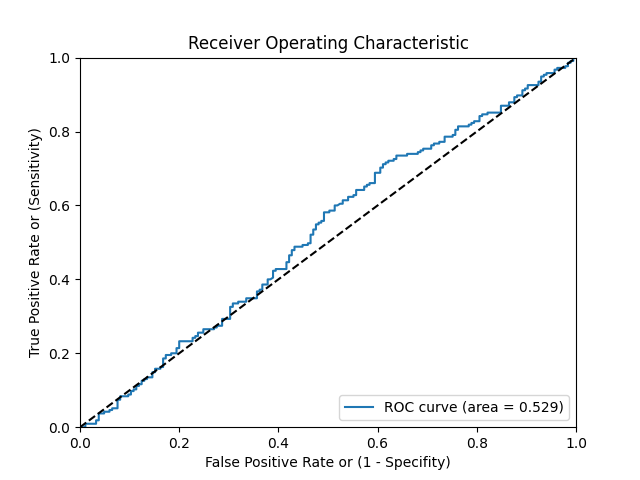 Receiver Operating Characteristic
1.0
0.8
0.6
0.4
0.2
0.0
True Positive Rate or (Sensitivity)
ROC curve (area = 0.529)
0.0 0.2 0.4 0.6 0.8 1.0
False Positive Rate or (1 - Specifity)